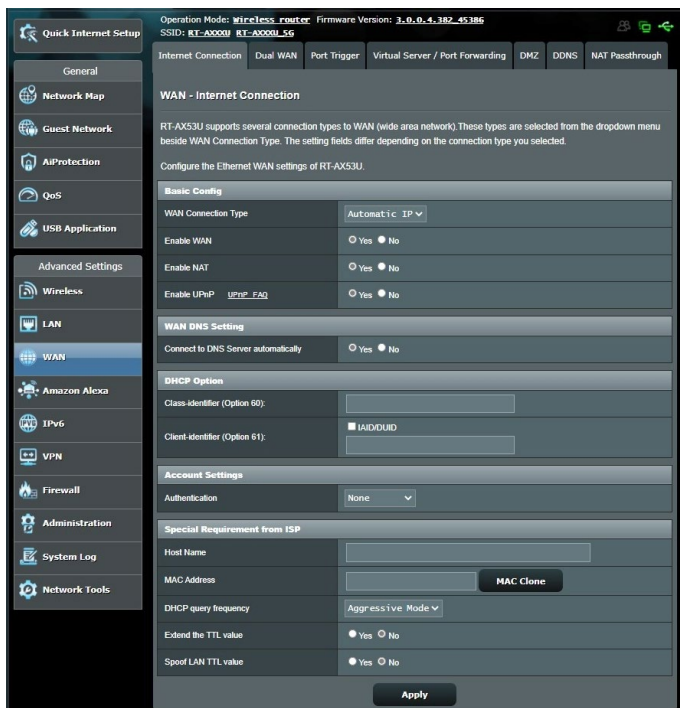 Quick Internet Setup
General
Network Map
Guest Network
AiProtection
QoS
USB Application
Advanced Settings
Wireless
LAN
WAN
Amazon Alexa
IPv6
VPN
Firewall
Administration
System Log
Network Tools
Operation Mode: Wireless router Firmware Version: 3.0.0.4.382_45386
SSID: RT-AXXXU RT-AXXXU_5G
Internet Connection Dual WAN Port Trigger Virtual Server / Port Forwarding DMZ DDNS NAT Passthrough
WAN - Internet Connection
RT-AX53U supports several connection types to WAN (wide area network).These types are selected from the dropdown menu
beside WAN Connection Type. The setting fields differ depending on the connection type you selected.
Configure the Ethernet WAN settings of RT-AX53U.
Basic Config
WAN Connection Type Automatic IP
Enable WAN Yes No
Enable NAT Yes No
Enable UPnP UPnP FAQ Yes No
WAN DNS Setting
Connect to DNS Server automatically Yes No
DHCP Option
Class-identifier (Option 60):
IAID/DUID
Client-identifier (Option 61):
Account Settings
Authentication None
Special Requirement from ISP
Host Name
MAC Address MAC Clone
DHCP query frequency Aggressive Mode
Extend the TTL value Yes No
Spoof LAN TTL value Yes No
Apply